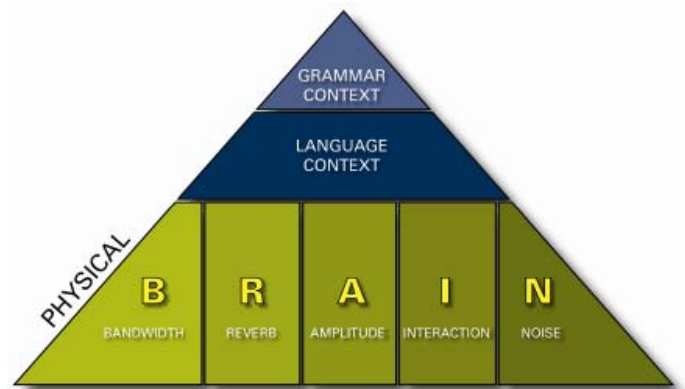 GRAMMAR
CONTEXT
LANGUAGE
CONTEXT
PHYSICAL
B R A I N
BANDWIDTH REVERB AMPLITUDE INTERACTION NOISE